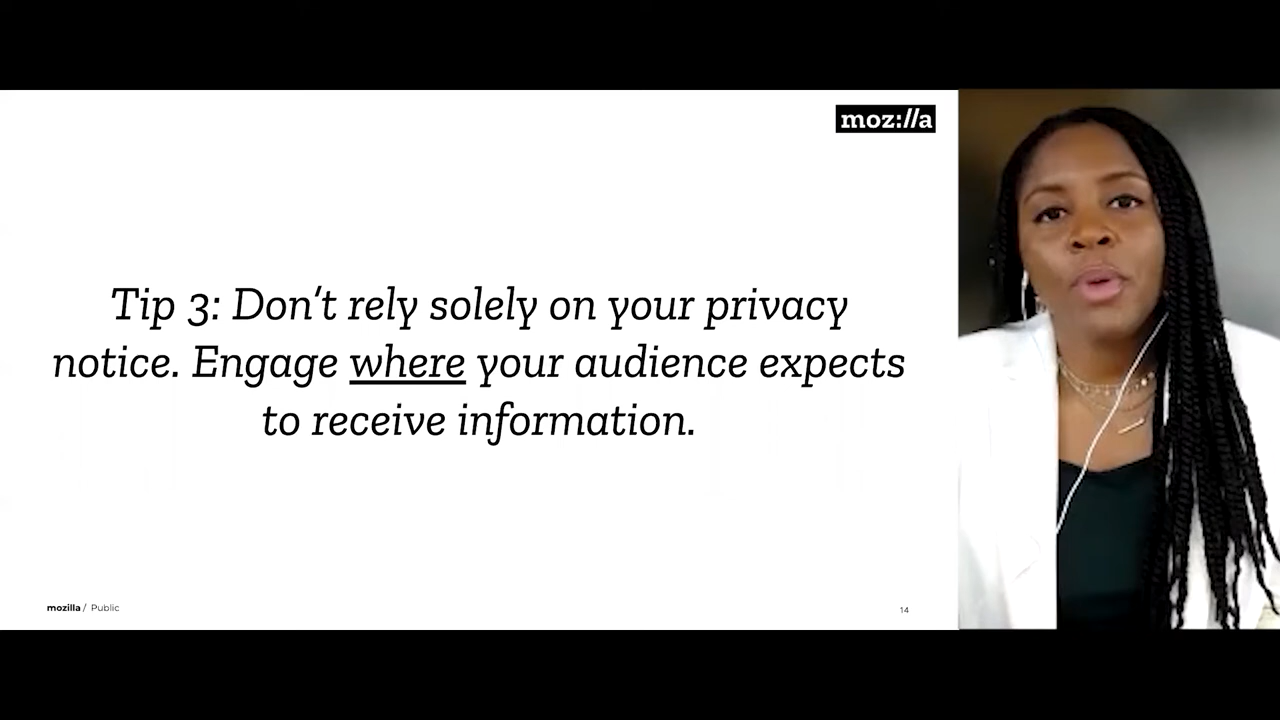 moz://a
Tip 3: Don't rely solely on your privacy
notice. Engage where your audience expects
to receive information.
mozilla / Public
14